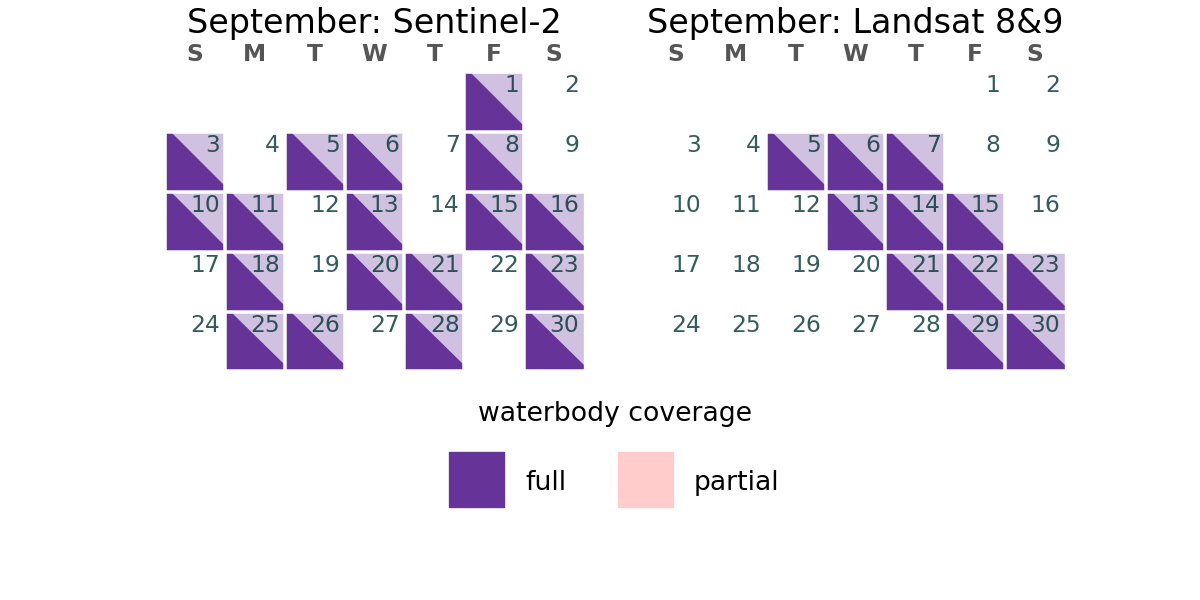 September: Sentinel-2
S M T W T F S
1 2
3 4 5 6 7 8 9
10 11 12 13 14 15 16
17 18 19 20 21 22 23
24 25 26 27 28 29 30
September: Landsat 8&9
S M T W T F S
1 2
3 4 5 6 7 8 9
10 11 12 13 14 15 16
17 18 19 20 21 22 23
24 25 26 27 28 29 30
waterbody coverage
full partial